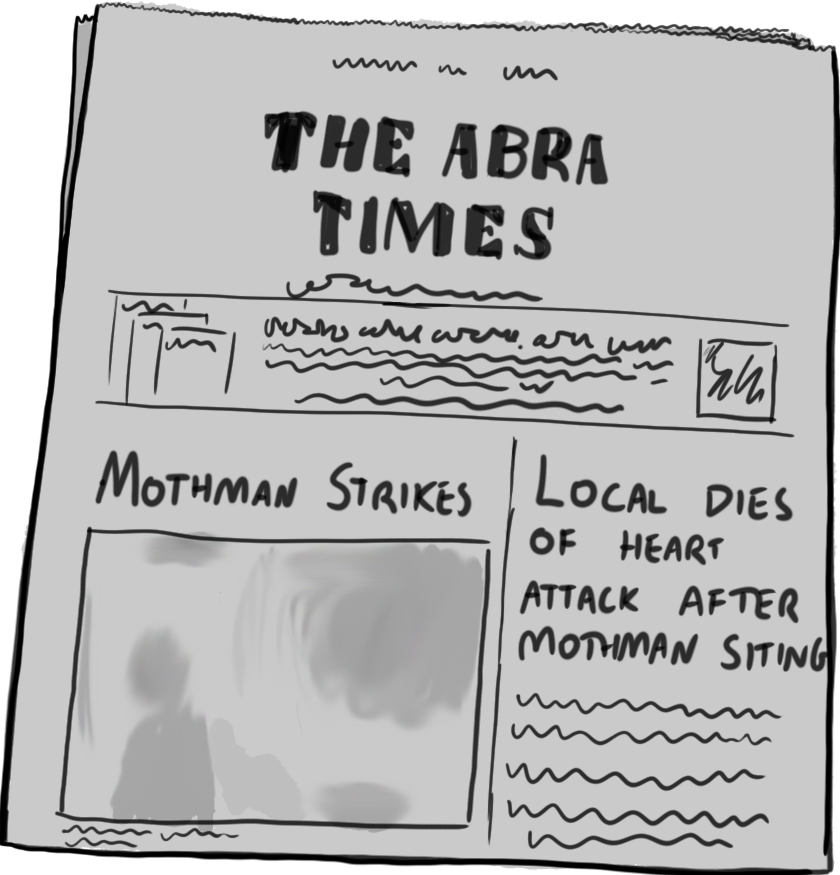 THE ABRA
TIMES
MOTHMAN STRIKES
LOCAL DIES
OF HEART
ATTACK AFTER
MOTHMAN SITING